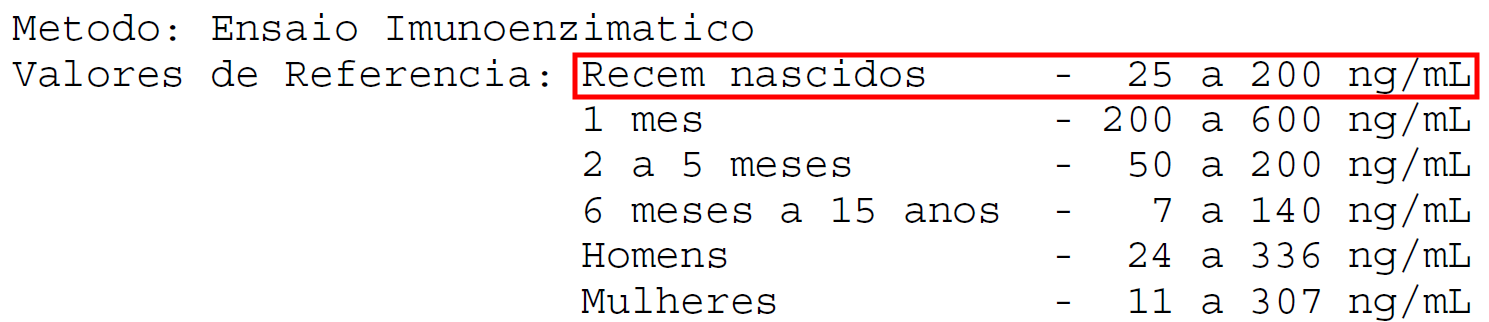 Metodo: Ensaio Imunoenzimatico
Valores de Referencia: Recem nascidos - 25 a 200 ng/mL
1 mes - 200 a 600 ng/mL
2 a 5 meses - 50 a 200 ng/mL
6 meses a 15 anos - 7 a 140 ng/mL
Homens - 24 a 336 ng/mL
Mulheres - 11 a 307 ng/mL